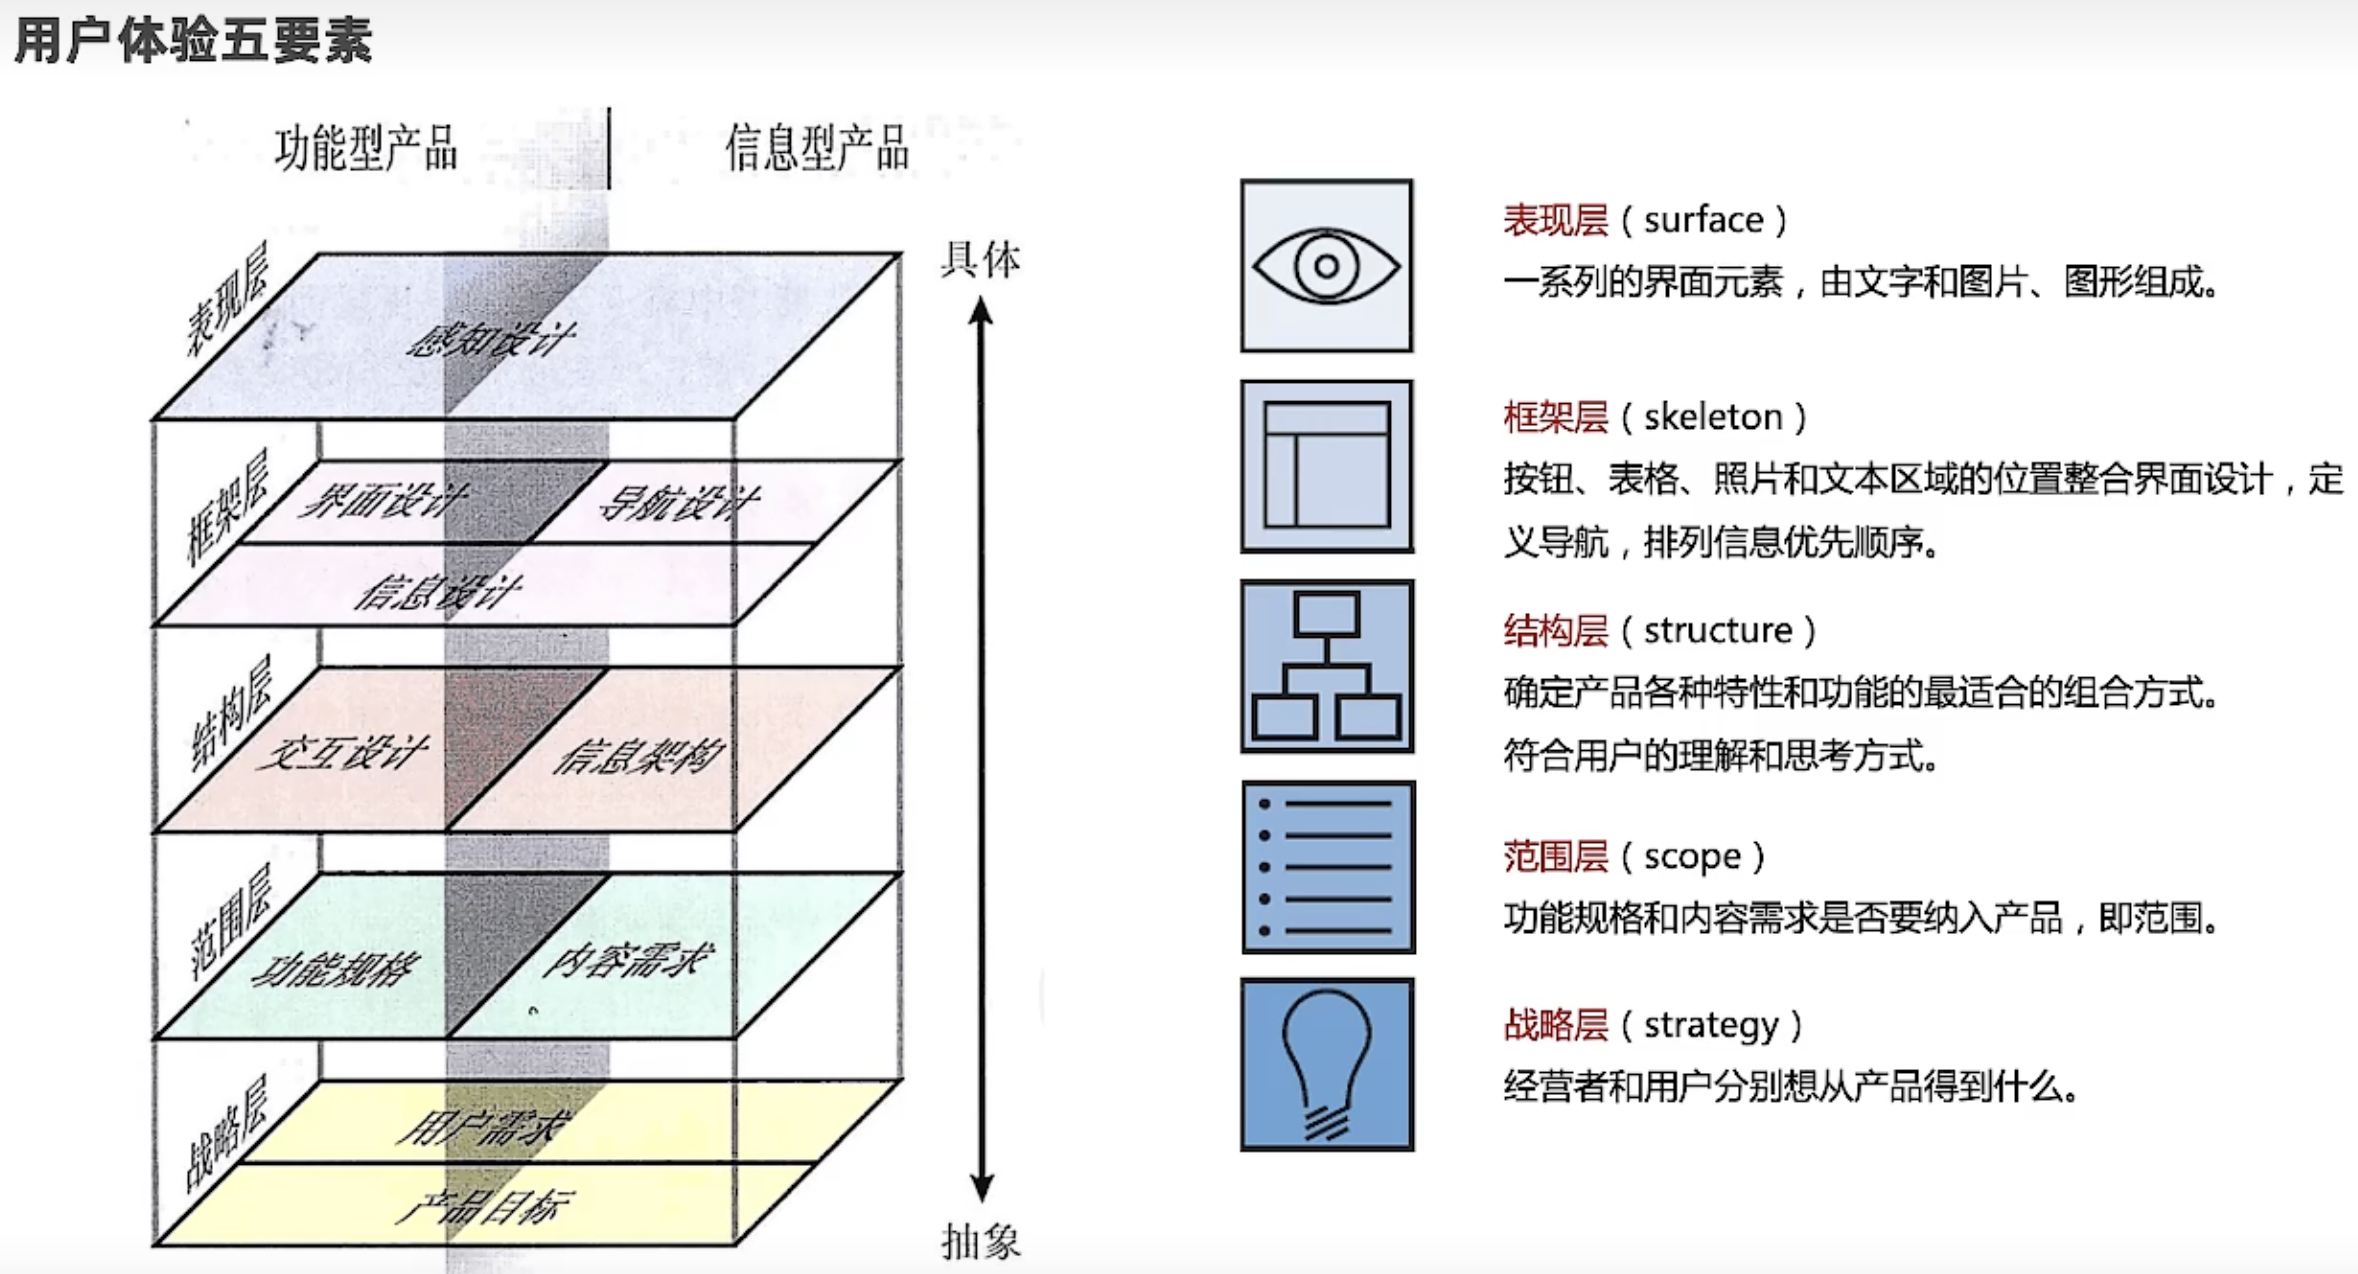 用户体验五要素
功能型产品
信息型产品
表现层
感知设计
框架层
界面设计
导航设计
信息设计
结构层
交互设计
信息架构
范围层
功能规格
内容需求
战略层
用户需求
产品目标
具体
抽象
表现层（surface）
一系列的界面元素，由文字和图片、图形组成。
框架层（skeleton）
按钮、表格、照片和文本区域的位置整合界面设计，定
义导航，排列信息优先顺序。
结构层（structure）
确定产品各种特性和功能的最适合的组合方式。
符合用户的理解和思考方式。
范围层（scope）
功能规格和内容需求是否要纳入产品，即范围。
战略层（strategy）
经营者和用户分别想从产品得到什么。